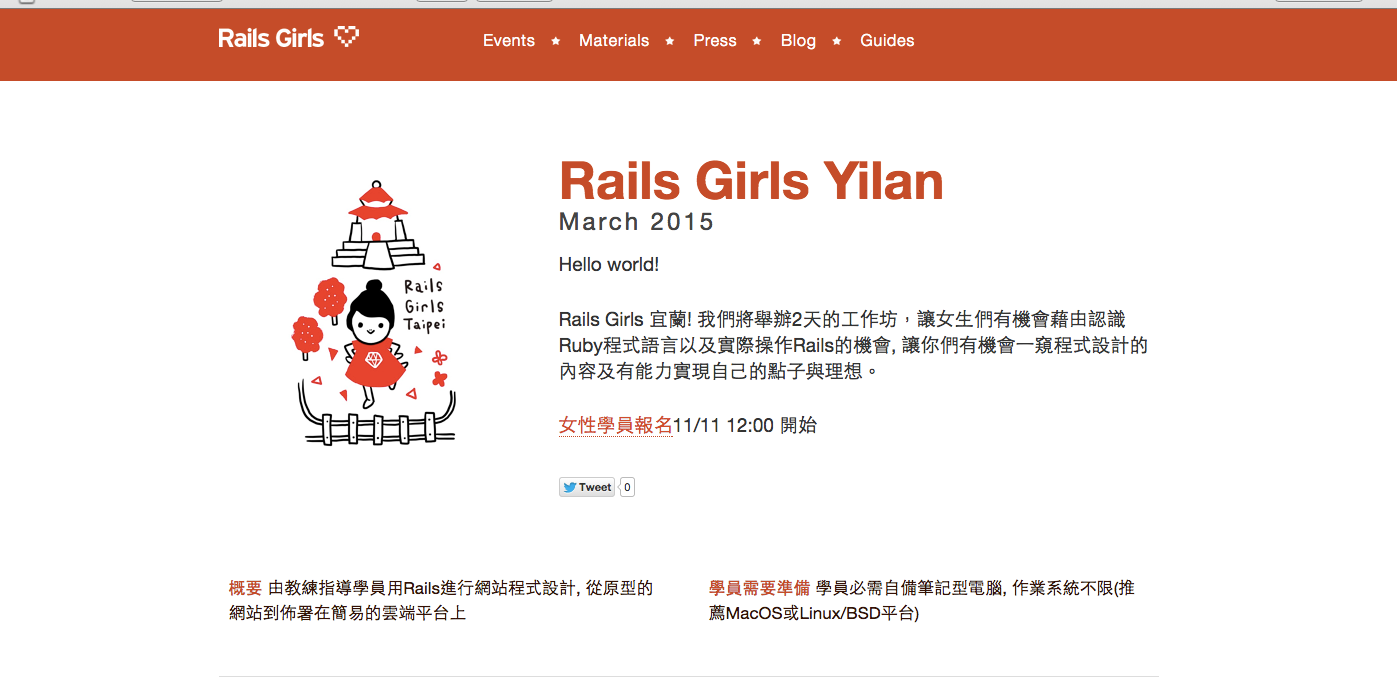 Rails Girls
Events ★ Materials ★ Press ★ Blog ★ Guides
Rails Girls Yilan
March 2015
Hello world!
Rails Girls 宜蘭! 我們將舉辦2天的工作坊，讓女生們有機會藉由認識
Ruby程式語言以及實際操作Rails的機會, 讓你們有機會一窺程式設計的
內容及有能力實現自己的點子與理想。
女性學員報名11/11 12:00 開始
Tweet 0
Rails
Girls
Taipei
概要 由教練指導學員用Rails進行網站程式設計, 從原型的
網站到佈署在簡易的雲端平台上
學員需要準備 學員必需自備筆記型電腦, 作業系統不限(推
薦MacOS或Linux/BSD平台)